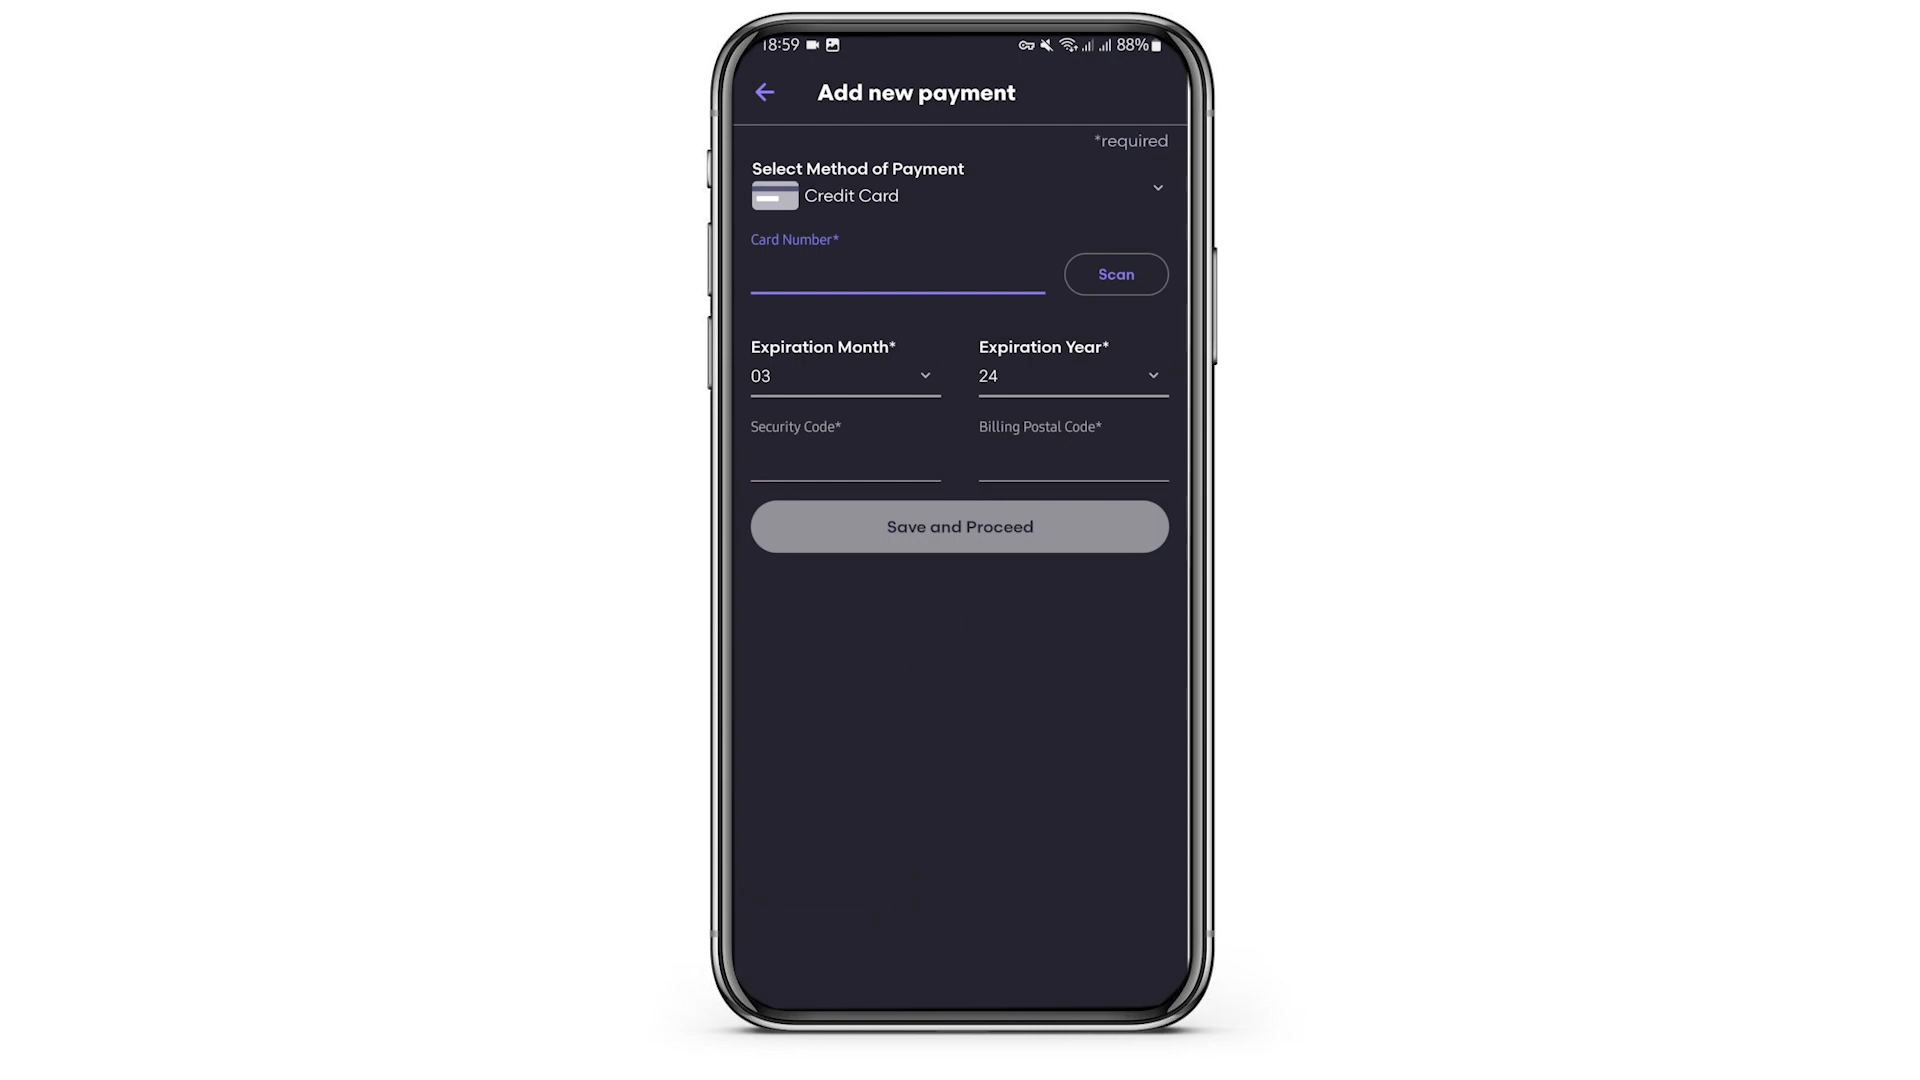 18:59 88%
Add new payment
*required
Select Method of Payment
Credit Card
Card Number*
Scan
Expiration Month* Expiration Year*
03 24
Security Code* Billing Postal Code*
Save and Proceed